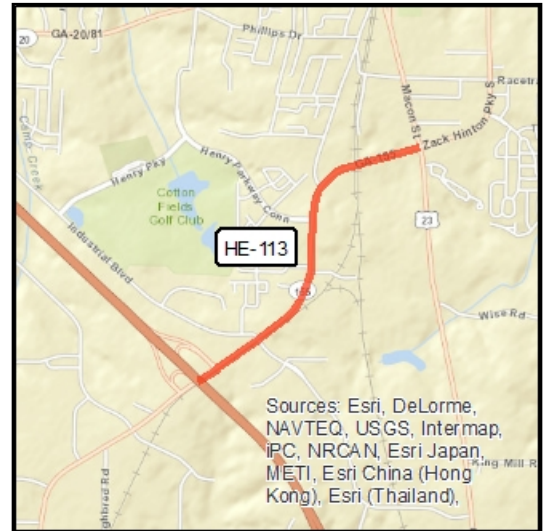 Phillips Dr
GA-20/81
20
Racetr
Macon St
Zack Hinton Pky S
GA-155
Camp Creek
Henry Pky
Henry Parkway Conn
Cotton
Fields
Golf Club
23
Industrial Blvd
HE-113
155
Wise Rd
Sources: Esri, DeLorme,
NAVTEQ, USGS, Intermap,
iPC, NRCAN, Esri Japan,
METI, Esri China (Hong
Kong), Esri (Thailand),
King Mill R
ghtred Rd